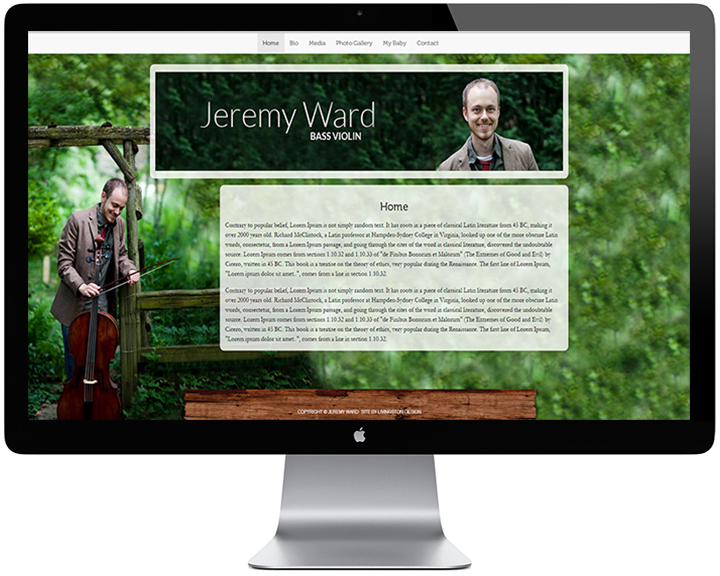 Home Bio Media Photo Gallery My Baby Contact
Jeremy Ward
BASS VIOLIN
Home
Contrary to popular belief, Lorem Ipsum is not simply random text. It has roots in a piece of classical Latin literature from 45 BC, making it
over 2000 years old. Richard McClintock, a Latin professor at Hampden-Sydney College in Virginia, looked up one of the more obscure Latin
words, consectetur, from a Lorem Ipsum passage, and going through the cites of the word in classical literature, discovered the undoubtable
source. Lorem Ipsum comes from sections 1.10.32 and 1.10.33 of "de Finibus Bonorum et Malorum" (The Extremes of Good and Evil) by
Cicero, written in 45 BC. This book is a treatise on the theory of ethics, very popular during the Renaissance. The first line of Lorem Ipsum,
"Lorem ipsum dolor sit amet..", comes from a line in section 1.10.32.
Contrary to popular belief, Lorem Ipsum is not simply random text. It has roots in a piece of classical Latin literature from 45 BC, making it
over 2000 years old. Richard McClintock, a Latin professor at Hampden-Sydney College in Virginia, looked up one of the more obscure Latin
words, consectetur, from a Lorem Ipsum passage, and going through the cites of the word in classical literature, discovered the undoubtable
source. Lorem Ipsum comes from sections 1.10.32 and 1.10.33 of "de Finibus Bonorum et Malorum" (The Extremes of Good and Evil) by
Cicero, written in 45 BC. This book is a treatise on the theory of ethics, very popular during the Renaissance. The first line of Lorem Ipsum,
"Lorem ipsum dolor sit amet..", comes from a line in section 1.10.32.
COPYRIGHT © JEREMY WARD SITE BY LIVINGSTON DESIGN